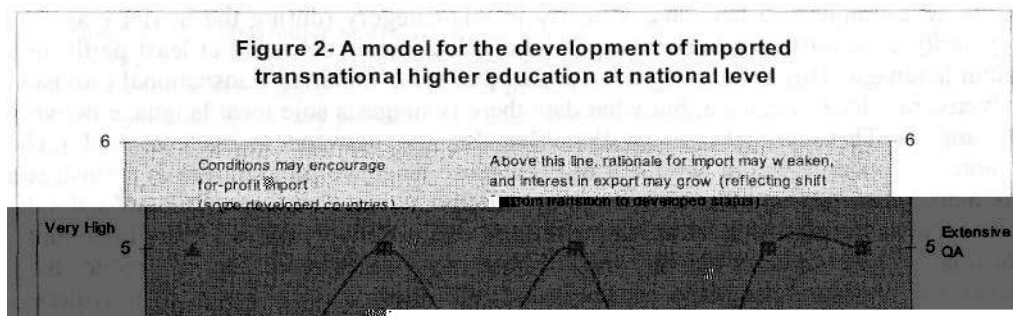 Figure 2- A model for the development of imported
transnational higher education at national level
6
6
Conditions may encourage
for-profit import
(some developed countries)
Above this line, rationale for import may weaken,
and interest in export may grow (reflecting shift
from transition to developed status)
Very High
5
5
Extensive
QA